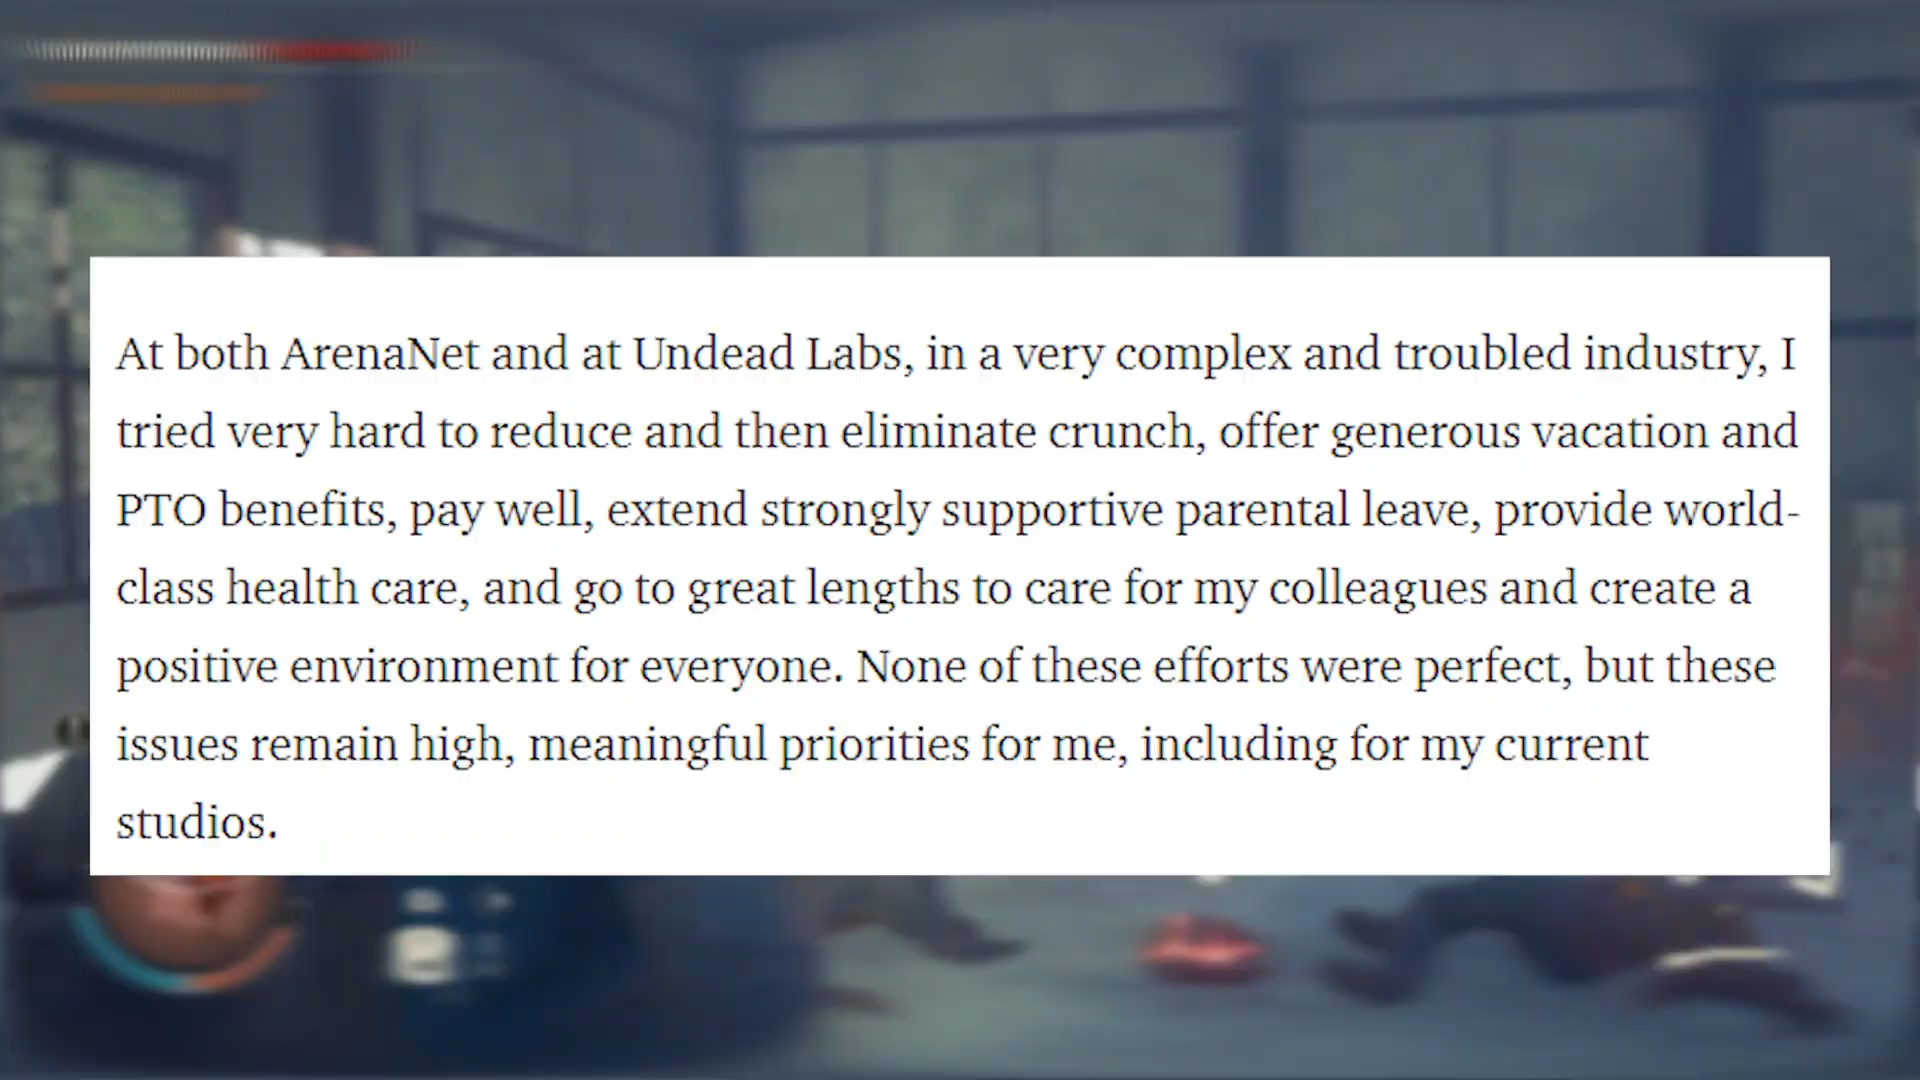 At both ArenaNet and at Undead Labs, in a very complex and troubled industry, I
tried very hard to reduce and then eliminate crunch, offer generous vacation and
PTO benefits, pay well, extend strongly supportive parental leave, provide world-
class health care, and go to great lengths to care for my colleagues and create a
positive environment for everyone. None of these efforts were perfect, but these
issues remain high, meaningful priorities for me, including for my current
studios.